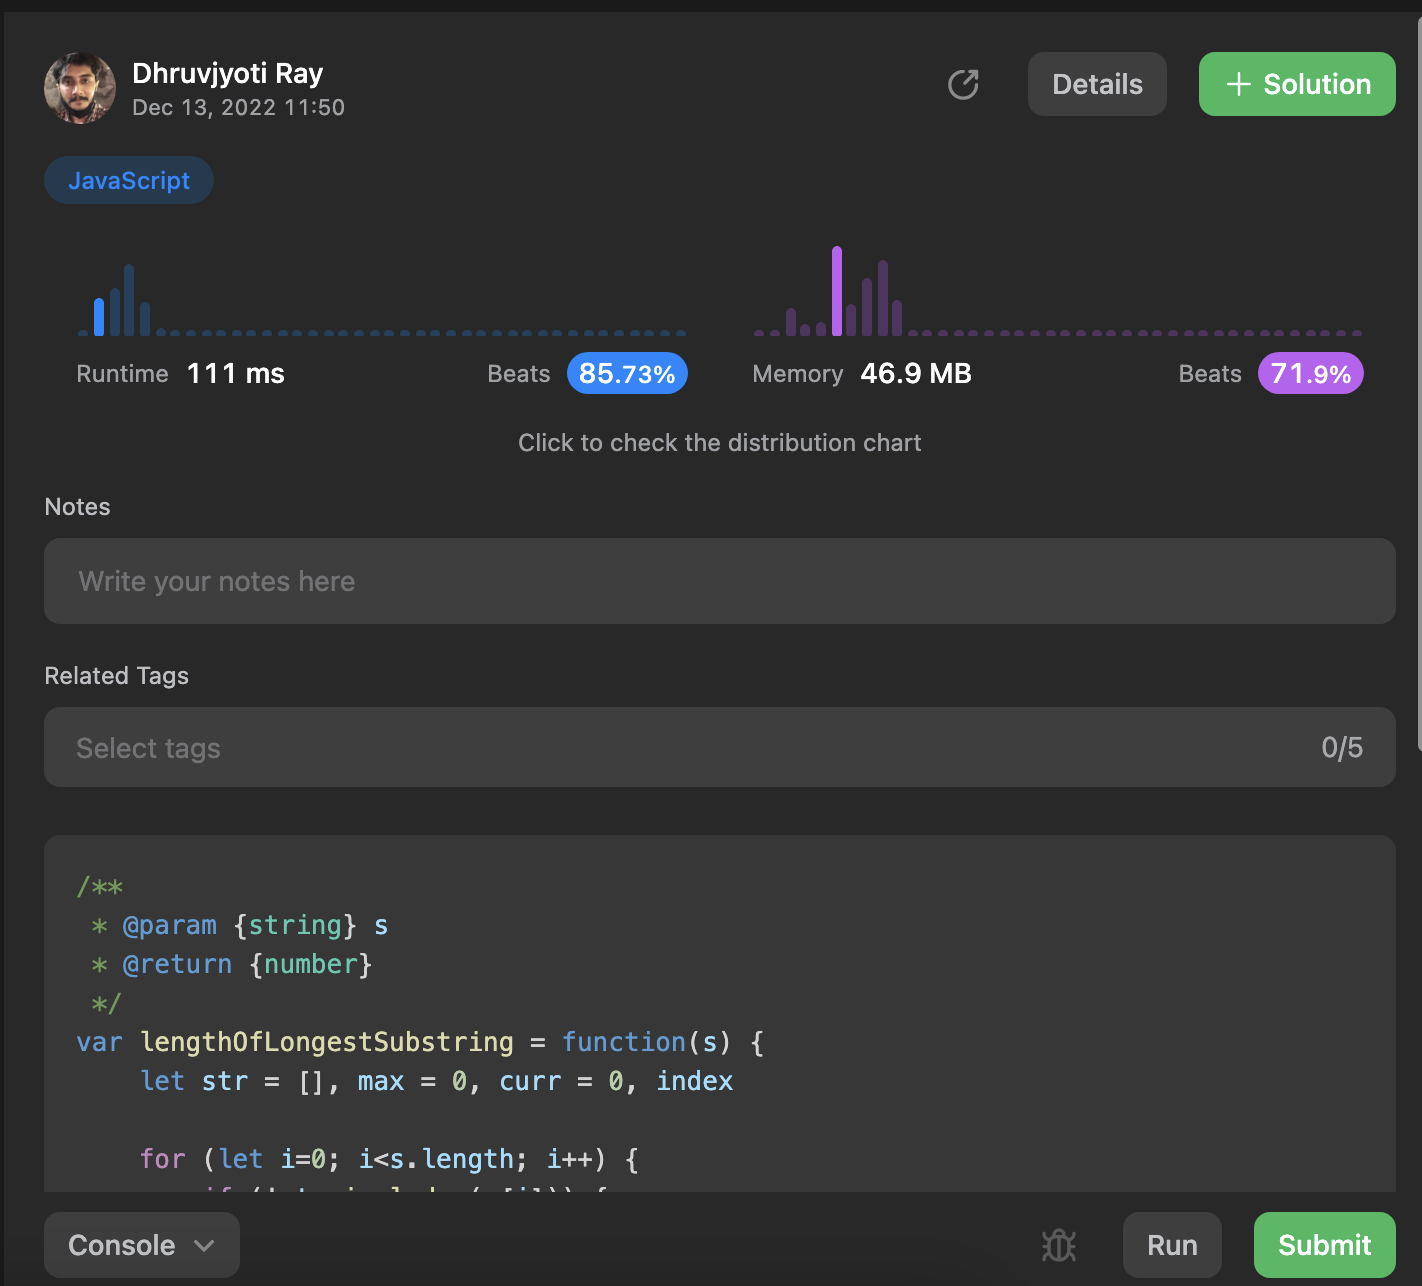 Dhruvjyoti Ray
Dec 13, 2022 11:50
Details
+ Solution
JavaScript
Runtime 111 ms
Beats 85.73%
Memory 46.9 MB
Beats 71.9%
Click to check the distribution chart
Notes
Write your notes here
Related Tags
Select tags
0/5
/**
 * @param {string} s
 * @return {number}
 */
var lengthOfLongestSubstring = function(s) {
    let str = [], max = 0, curr = 0, index
    for (let i=0; i<s.length; i++) {
Console
Run
Submit